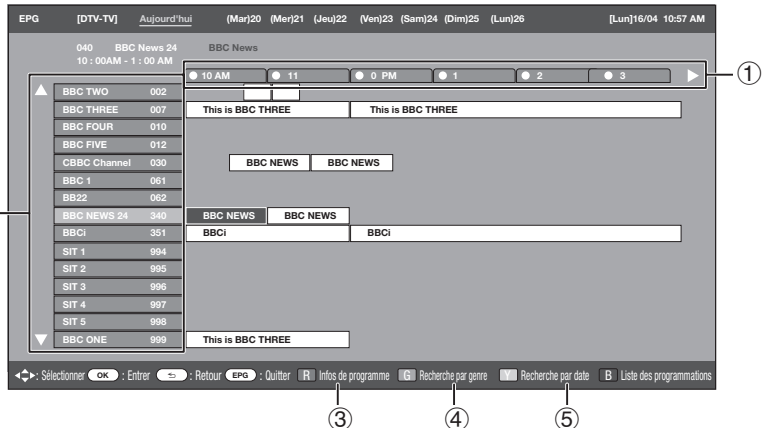 EPG [DTV-TV] Aujourd'hui (Mar)20 (Mer)21 (Jeu)22 (Ven)23 (Sam)24 (Dim)25 (Lun)26 [Lun]16/04 10:57 AM
040 BBC News 24 BBC News
10 : 00AM - 1 : 00 AM
10 AM 11 0 PM 1 2 3 ①
BBC TWO 002
BBC THREE 007 This is BBC THREE This is BBC THREE
BBC FOUR 010
BBC FIVE 012
CBBC Channel 030 BBC NEWS BBC NEWS
BBC 1 061
BB22 062
BBC NEWS 24 340 BBC NEWS BBC NEWS
BBCi 351 BBCi BBCi
SIT 1 994
SIT 2 995
SIT 3 996
SIT 4 997
SIT 5 998
BBC ONE 999 This is BBC THREE
: Sélectionner OK : Entrer : Retour EPG : Quitter R Infos de programme G Recherche par genre Y Recherche par date B Liste des programmations
③ ④ ⑤